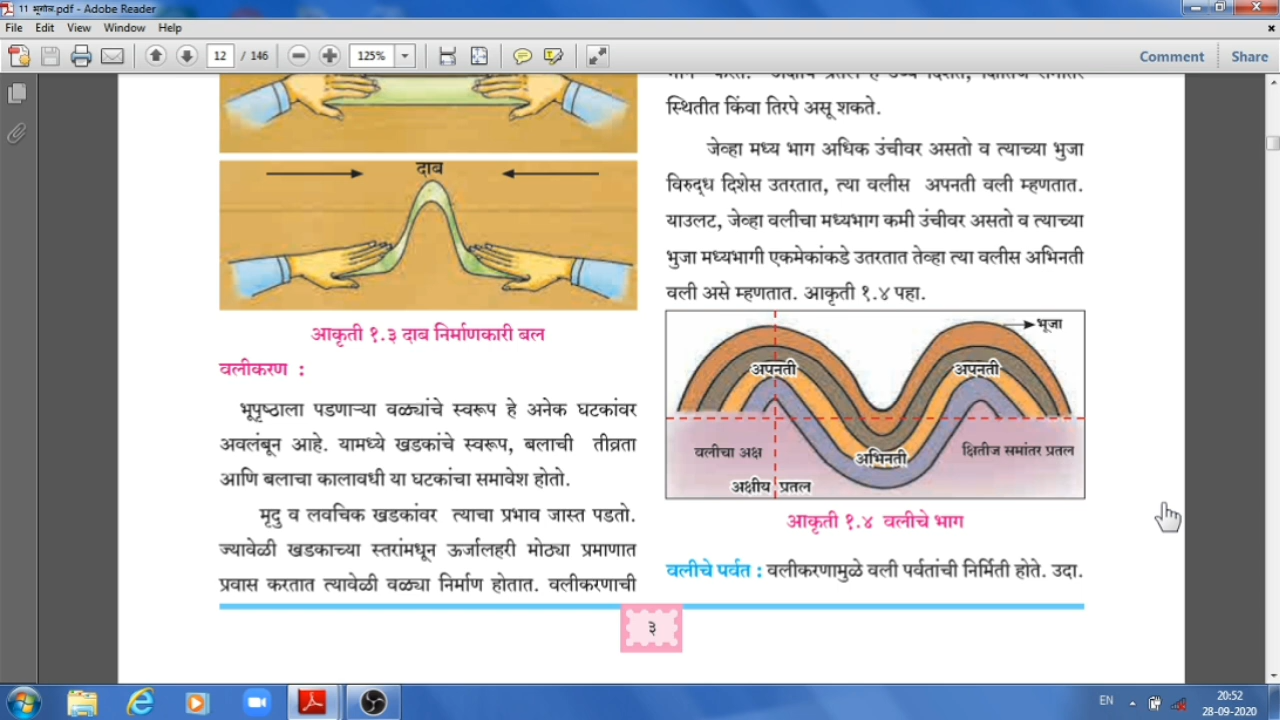 11 भूगोल.pdf - Adobe Reader
File Edit View Window Help
12 / 146 125% Comment Share
दाब
आकृती १.३ दाब निर्माणकारी बल
वलीकरण :
भूपृष्ठाला पडणाऱ्या वळ्यांचे स्वरूप हे अनेक घटकांवर
अवलंबून आहे. यामध्ये खडकांचे स्वरूप, बलाची तीव्रता
आणि बलाचा कालावधी या घटकांचा समावेश होतो.
मृदु व लवचिक खडकांवर त्याचा प्रभाव जास्त पडतो.
ज्यावेळी खडकाच्या स्तरांमधून ऊर्जालहरी मोठ्या प्रमाणात
प्रवास करतात त्यावेळी वळ्या निर्माण होतात. वलीकरणाची
स्थितीत किंवा तिरपे असू शकते.
जेव्हा मध्य भाग अधिक उंचीवर असतो व त्याच्या भुजा
विरुद्ध दिशेस उतरतात, त्या वलीस अपनती वली म्हणतात.
याउलट, जेव्हा वलीचा मध्यभाग कमी उंचीवर असतो व त्याच्या
भुजा मध्यभागी एकमेकांकडे उतरतात तेव्हा त्या वलीस अभिनती
वली असे म्हणतात. आकृती १.४ पहा.
भूजा
अपनती अपनती
वलीचा अक्ष अभिनती क्षितीज समांतर प्रतल
अक्षीय प्रतल
आकृती १.४ वलीचे भाग
वलीचे पर्वत : वलीकरणामुळे वली पर्वतांची निर्मिती होते. उदा.
३
EN 20:52
28-09-2020